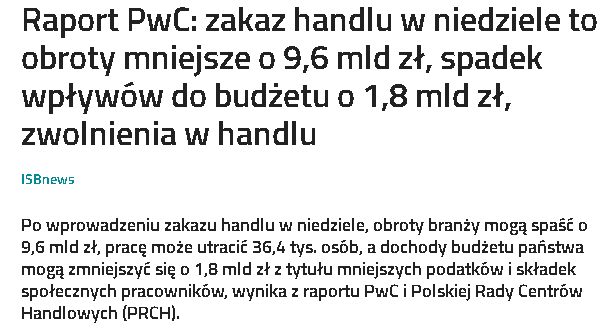 Raport PwC: zakaz handlu w niedziele to
obroty mniejsze o 9,6 mld zł, spadek
wpływów do budżetu o 1,8 mld zł,
zwolnienia w handlu
ISBnews
Po wprowadzeniu zakazu handlu w niedziele, obroty branży mogą spaść o
9,6 mld zł, pracę może utracić 36,4 tys. osób, a dochody budżetu państwa
mogą zmniejszyć się o 1,8 mld zł z tytułu mniejszych podatków i składek
społecznych pracowników, wynika z raportu PwC i Polskiej Rady Centrów
Handlowych (PRCH).